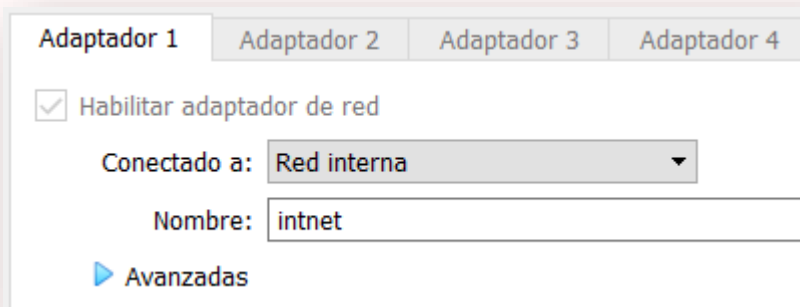 Adaptador 1 Adaptador 2 Adaptador 3 Adaptador 4
Habilitar adaptador de red
Conectado a: Red interna
Nombre: intnet
Avanzadas